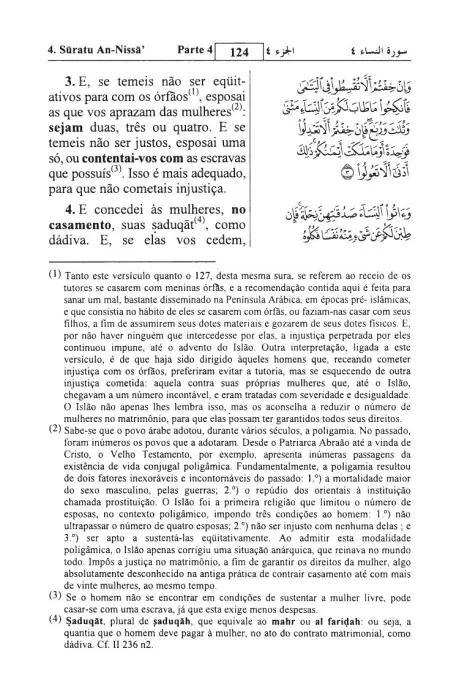 4. Sūratu An-Nissā’ Parte 4 124 الجزء ٤ سورة النساء ٤
3. E, se temeis não ser eqüit-
ativos para com os órfãos(1), esposai
as que vos aprazam das mulheres(2):
sejam duas, três ou quatro. E se
temeis não ser justos, esposai uma
só, ou contentai-vos com as escravas
que possuís(3). Isso é mais adequado,
para que não cometais injustiça.
4. E concedei às mulheres, no
casamento, suas ṣaduqāt(4), como
dádiva. E, se elas vos cedem,
وَإِنْ خِفْتُمْ أَلَّا تُقْسِطُوا۟ فِى ٱلْيَتَٰمَىٰ
فَٱنكِحُوا۟ مَا طَابَ لَكُم مِّنَ ٱلنِّسَآءِ مَثْنَىٰ
وَثُلَٰثَ وَرُبَٰعَ فَإِنْ خِفْتُمْ أَلَّا تَعْدِلُوا۟
فَوَٰحِدَةً أَوْ مَا مَلَكَتْ أَيْمَٰنُكُمْ ذَٰلِكَ
أَدْنَىٰٓ أَلَّا تَعُولُوا۟ ٣
وَءَاتُوا۟ ٱلنِّسَآءَ صَدُقَٰتِهِنَّ نِحْلَةً فَإِن
طِبْنَ لَكُمْ عَن شَىْءٍ مِّنْهُ نَفْسًا فَكُلُوهُ
(1) Tanto este versículo quanto o 127, desta mesma sura, se referem ao receio de os
tutores se casarem com meninas órfãs, e a recomendação contida aqui é feita para
sanar um mal, bastante disseminado na Península Arábica, em épocas pré- islâmicas,
e que consistia no hábito de eles se casarem com órfãs, ou faziam-nas casar com seus
filhos, a fim de assumirem seus dotes materiais e gozarem de seus dotes físicos. E,
por não haver ninguém que intercedesse por elas, a injustiça perpetrada por eles
continuou impune, até o advento do Islão. Outra interpretação, ligada a este
versículo, é de que haja sido dirigido àqueles homens que, receando cometer
injustiça com os órfãos, preferiram evitar a tutoria, mas se esquecendo de outra
injustiça cometida: aquela contra suas próprias mulheres que, até o Islão,
chegavam a um número incontável, e eram tratadas com severidade e desigualdade.
O Islão não apenas lhes lembra isso, mas os aconselha a reduzir o número de
mulheres no matrimônio, para que elas possam ter garantidos todos seus direitos.
(2) Sabe-se que o povo árabe adotou, durante vários séculos, a poligamia. No passado,
foram inúmeros os povos que a adotaram. Desde o Patriarca Abraão até a vinda de
Cristo, o Velho Testamento, por exemplo, apresenta inúmeras passagens da
existência de vida conjugal poligâmica. Fundamentalmente, a poligamia resultou
de dois fatores inexoráveis e incontornáveis do passado: 1.º) a mortalidade maior
do sexo masculino, pelas guerras; 2.º) o repúdio dos orientais à instituição
chamada prostituição. O Islão foi a primeira religião que limitou o número de
esposas, no contexto poligâmico, impondo três condições ao homem: 1.º) não
ultrapassar o número de quatro esposas; 2.º) não ser injusto com nenhuma delas ; e
3.º) ser apto a sustentá-las eqüitativamente. Ao admitir esta modalidade
poligâmica, o Islão apenas corrigiu uma situação anárquica, que reinava no mundo
todo. Impôs a justiça no matrimônio, a fim de garantir os direitos da mulher, algo
absolutamente desconhecido na antiga prática de contrair casamento até com mais
de vinte mulheres, ao mesmo tempo.
(3) Se o homem não se encontrar em condições de sustentar a mulher livre, pode
casar-se com uma escrava, já que esta exige menos despesas.
(4) Ṣaduqāt, plural de ṣaduqāh, que equivale ao mahr ou al fariḍah: ou seja, a
quantia que o homem deve pagar à mulher, no ato do contrato matrimonial, como
dádiva. Cf. II 236 n2.